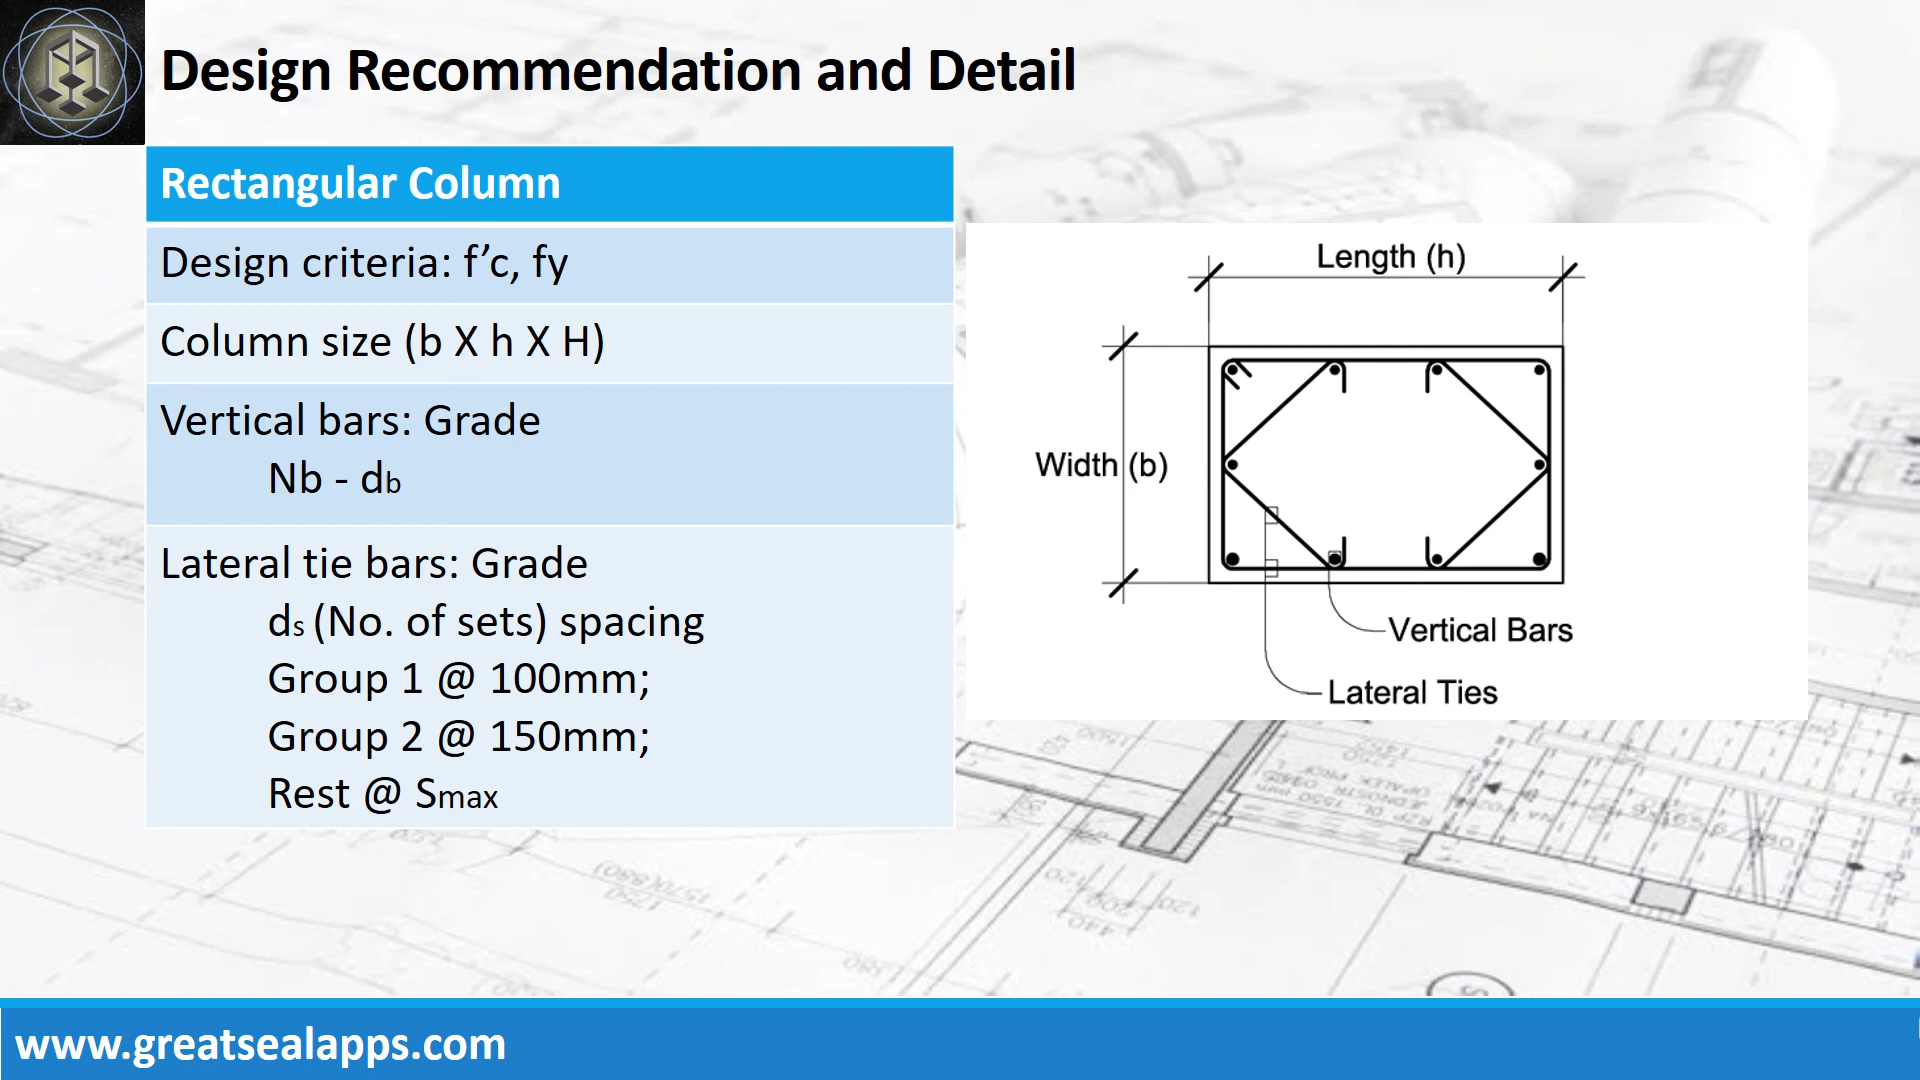 Design Recommendation and Detail
Rectangular Column
Design criteria: f’c, fy
Column size (b X h X H)
Vertical bars: Grade
Nb - db
Lateral tie bars: Grade
ds (No. of sets) spacing
Group 1 @ 100mm;
Group 2 @ 150mm;
Rest @ Smax
Length (h)
Width (b)
Vertical Bars
Lateral Ties
www.greatsealapps.com